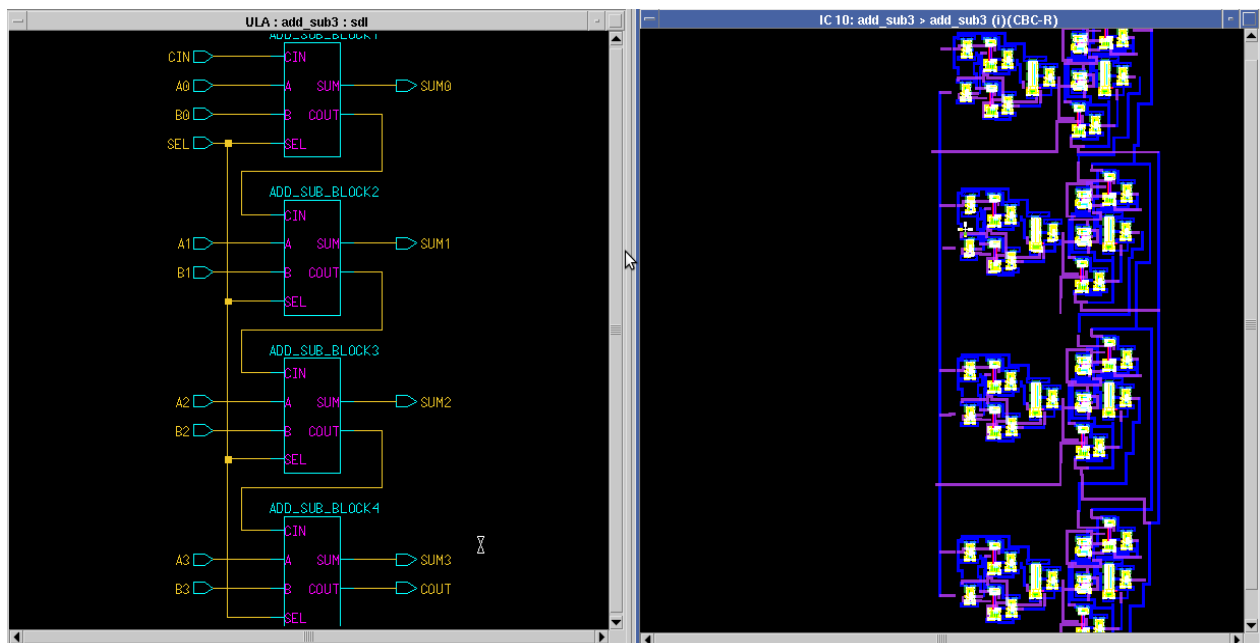 ULA : add_sub3 : sdl
ADD_SUB_BLOCK1
CIN CIN
A0 A SUM SUM0
B0 B COUT
SEL SEL
ADD_SUB_BLOCK2
CIN
A1 A SUM SUM1
B1 B COUT
SEL
ADD_SUB_BLOCK3
CIN
A2 A SUM SUM2
B2 B COUT
SEL
ADD_SUB_BLOCK4
CIN
A3 A SUM SUM3
B3 B COUT COUT
SEL
IC 10: add_sub3 > add_sub3 (i)(CBC-R)